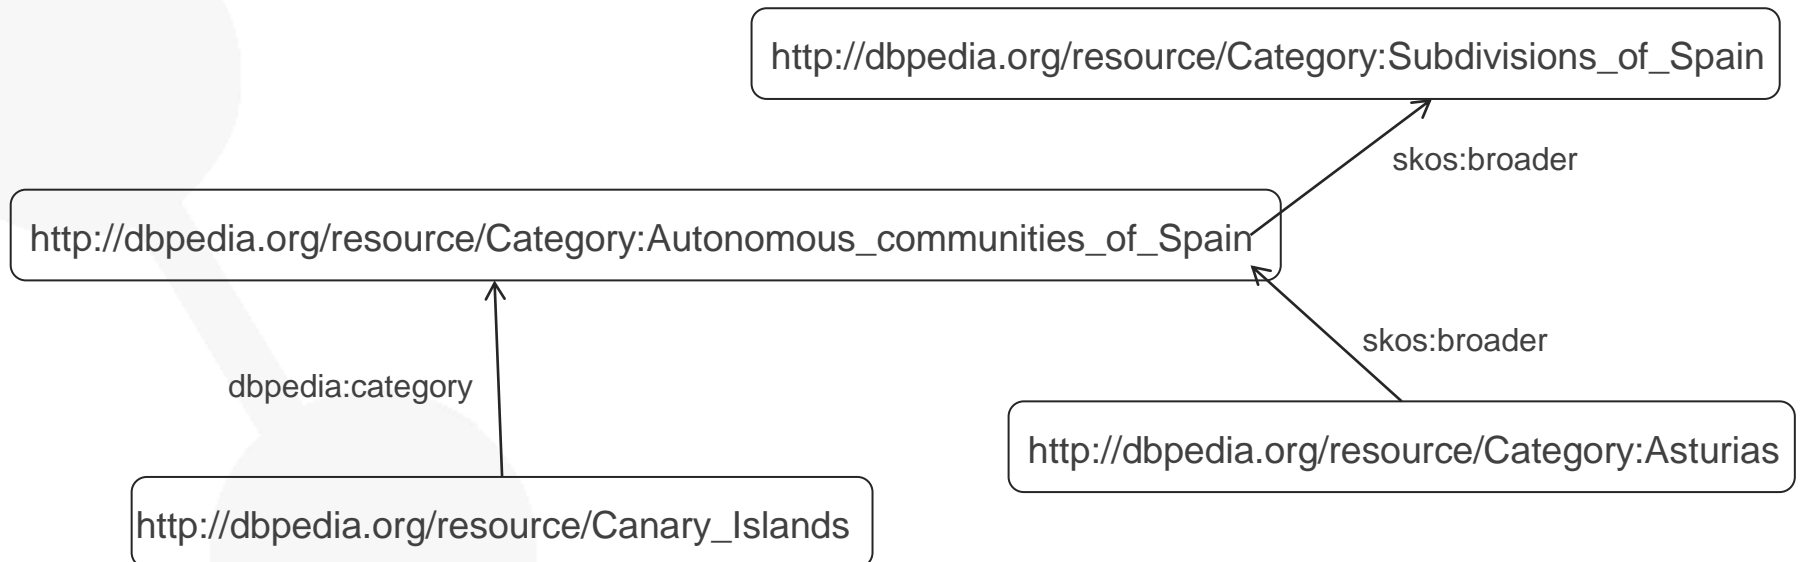 http://dbpedia.org/resource/Category:Subdivisions_of_Spain
skos:broader
http://dbpedia.org/resource/Category:Autonomous_communities_of_Spain
skos:broader
dbpedia:category
http://dbpedia.org/resource/Category:Asturias
http://dbpedia.org/resource/Canary_Islands